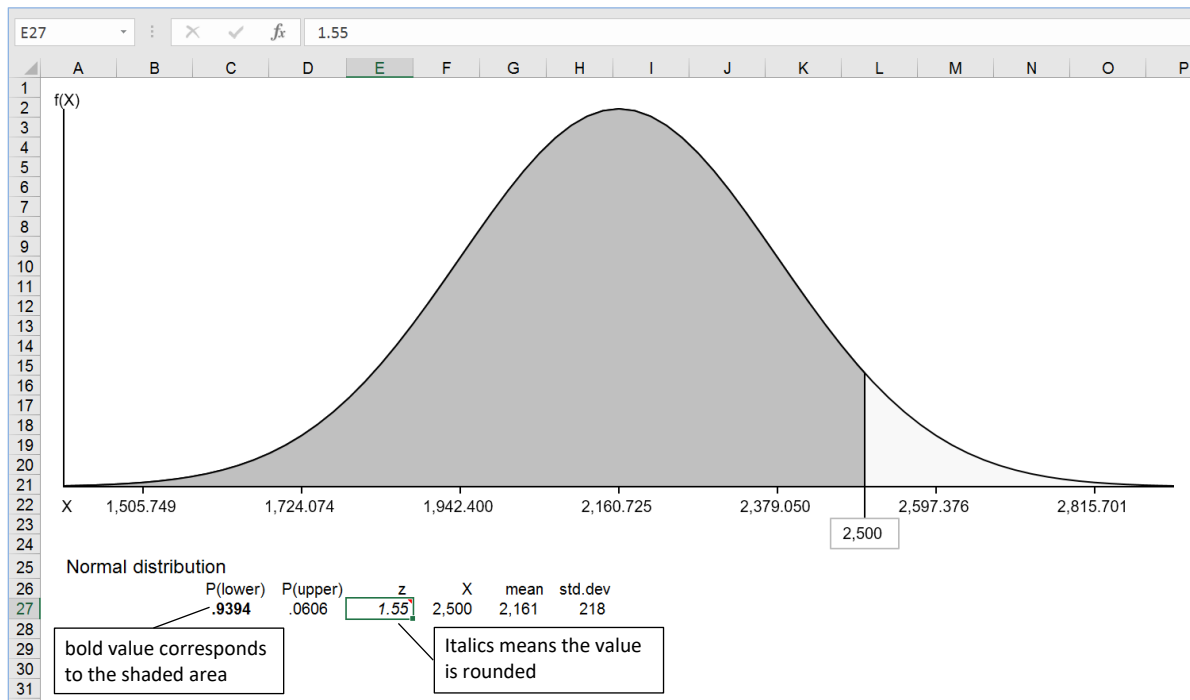 E27 fx 1.55
A B C D E F G H I J K L M N O P
1
f(X)
2
3
4
5
6
7
8
9
10
11
12
13
14
15
16
17
18
19
20
21
22 X 1,505.749 1,724.074 1,942.400 2,160.725 2,379.050 2,597.376 2,815.701
23
2,500
24
25 Normal distribution
26 P(lower) P(upper) z X mean std.dev
27 .9394 .0606 1.55 2,500 2,161 218
28
29
30
31
bold value corresponds
to the shaded area
Italics means the value
is rounded